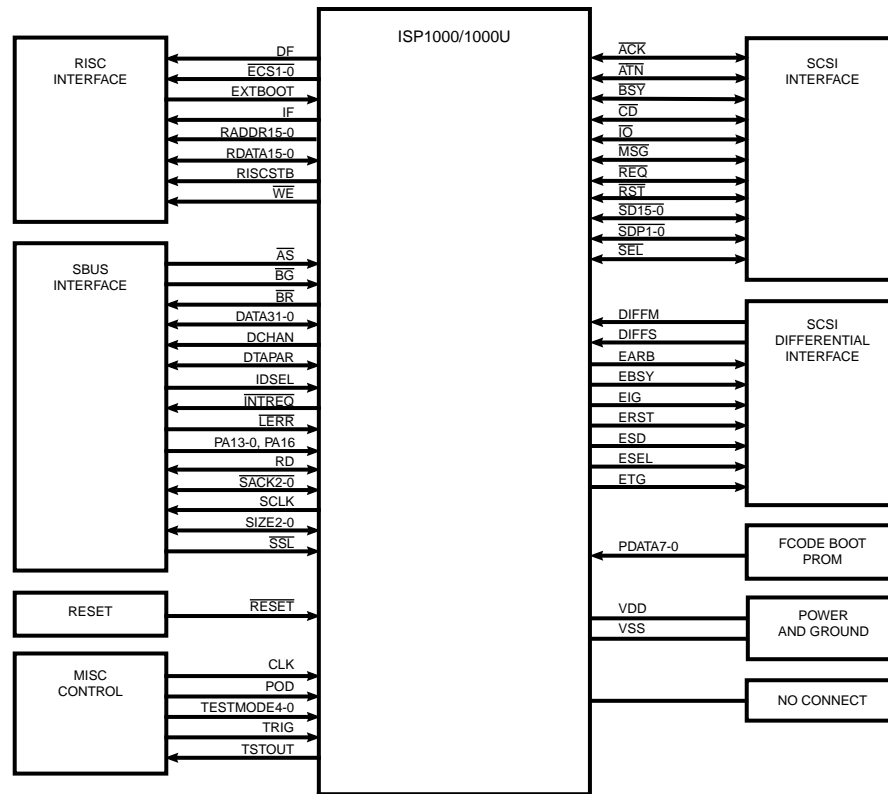 ISP1000/1000U
RISC
INTERFACE
DF
ECS1-0
EXTBOOT
IF
RADDR15-0
RDATA15-0
RISCSTB
WE
SBUS
INTERFACE
AS
BG
BR
DATA31-0
DCHAN
DTAPAR
IDSEL
INTREQ
LERR
PA13-0, PA16
RD
SACK2-0
SCLK
SIZE2-0
SSL
RESET
RESET
MISC
CONTROL
CLK
POD
TESTMODE4-0
TRIG
TSTOUT
ACK
ATN
BSY
CD
IO
MSG
REQ
RST
SD15-0
SDP1-0
SEL
SCSI
INTERFACE
DIFFM
DIFFS
EARB
EBSY
EIG
ERST
ESD
ESEL
ETG
SCSI
DIFFERENTIAL
INTERFACE
PDATA7-0
FCODE BOOT
PROM
VDD
VSS
POWER
AND GROUND
NO CONNECT